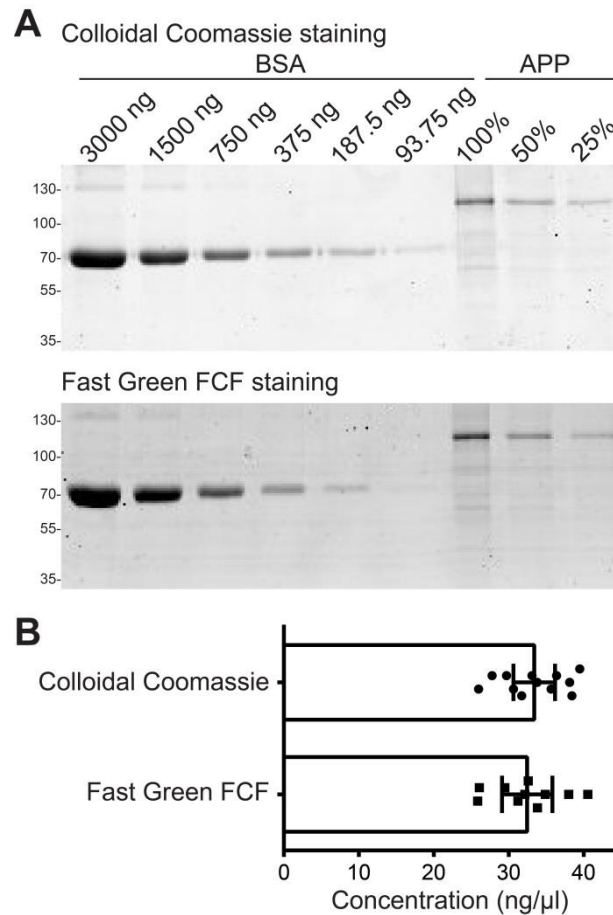 A
Colloidal Coomassie staining
BSA APP
3000 ng 1500 ng 750 ng 375 ng 187.5 ng 93.75 ng 100% 50% 25%
130-
100-
70-
55-
35-
Fast Green FCF staining
130-
100-
70-
55-
35-
B
Colloidal Coomassie
Fast Green FCF
0 10 20 30 40
Concentration (ng/µl)